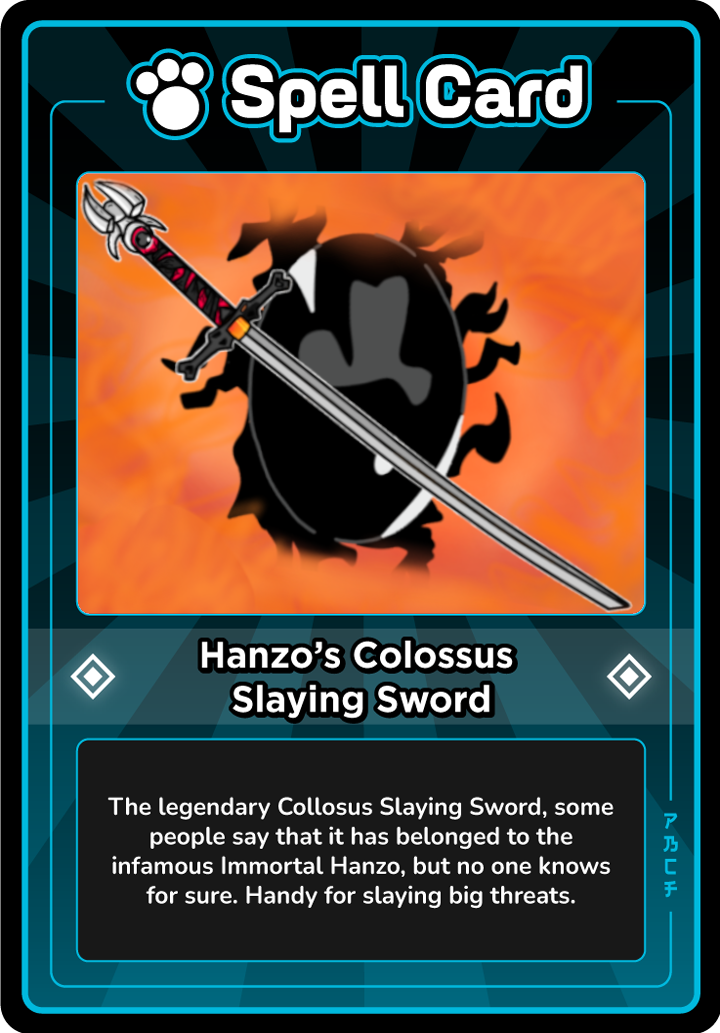 Spell Card
Hanzo's Colossus
Slaying Sword
The legendary Collosus Slaying Sword, some
people say that it has belonged to the
infamous Immortal Hanzo, but no one knows
for sure. Handy for slaying big threats.